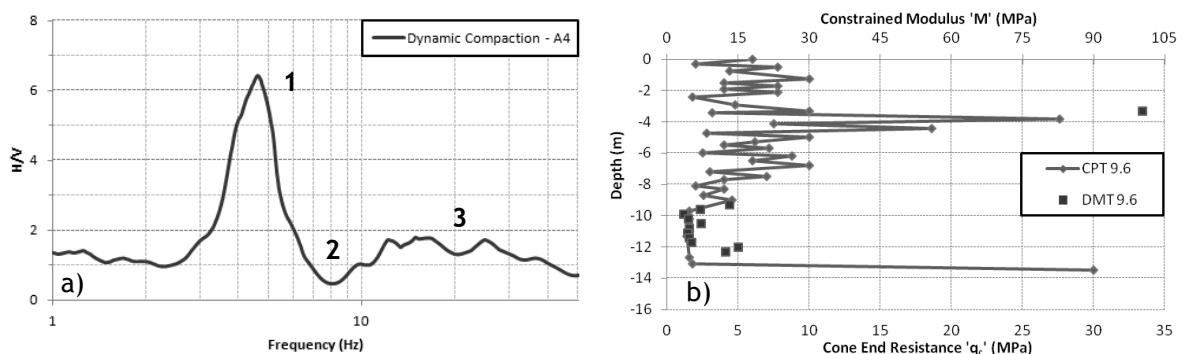 8
6
4
2
0
H/V
Dynamic Compaction - A4
1
2
3
a)
1
10
Frequency (Hz)
Constrained Modulus 'M' (MPa)
0 15 30 45 60 75 90 105
0
-2
-4
-6
-8
-10
-12
-14
-16
Depth (m)
CPT 9.6
DMT 9.6
b)
0 5 10 15 20 25 30 35
Cone End Resistance 'qc' (MPa)